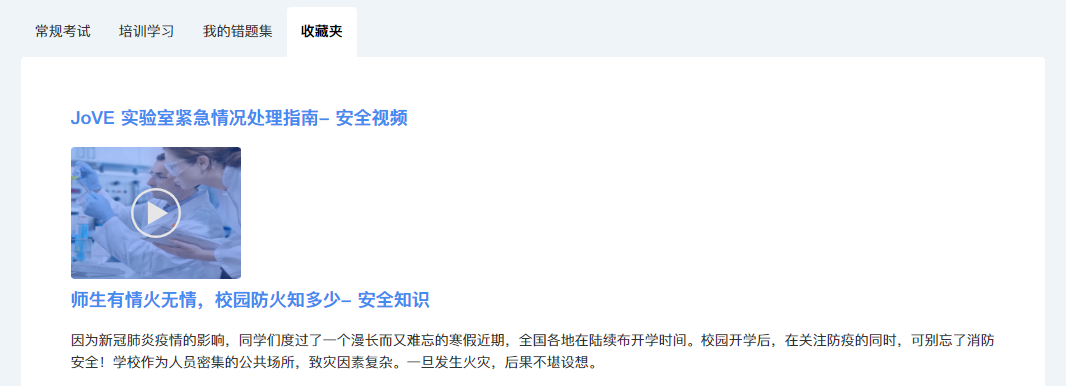 常规考试 培训学习 我的错题集 收藏夹
JoVE 实验室紧急情况处理指南– 安全视频
师生有情火无情，校园防火知多少– 安全知识
因为新冠肺炎疫情的影响，同学们度过了一个漫长而又难忘的寒假近期，全国各地在陆续布开学时间。校园开学后，在关注防疫的同时，可别忘了消防
安全！学校作为人员密集的公共场所，致灾因素复杂。一旦发生火灾，后果不堪设想。